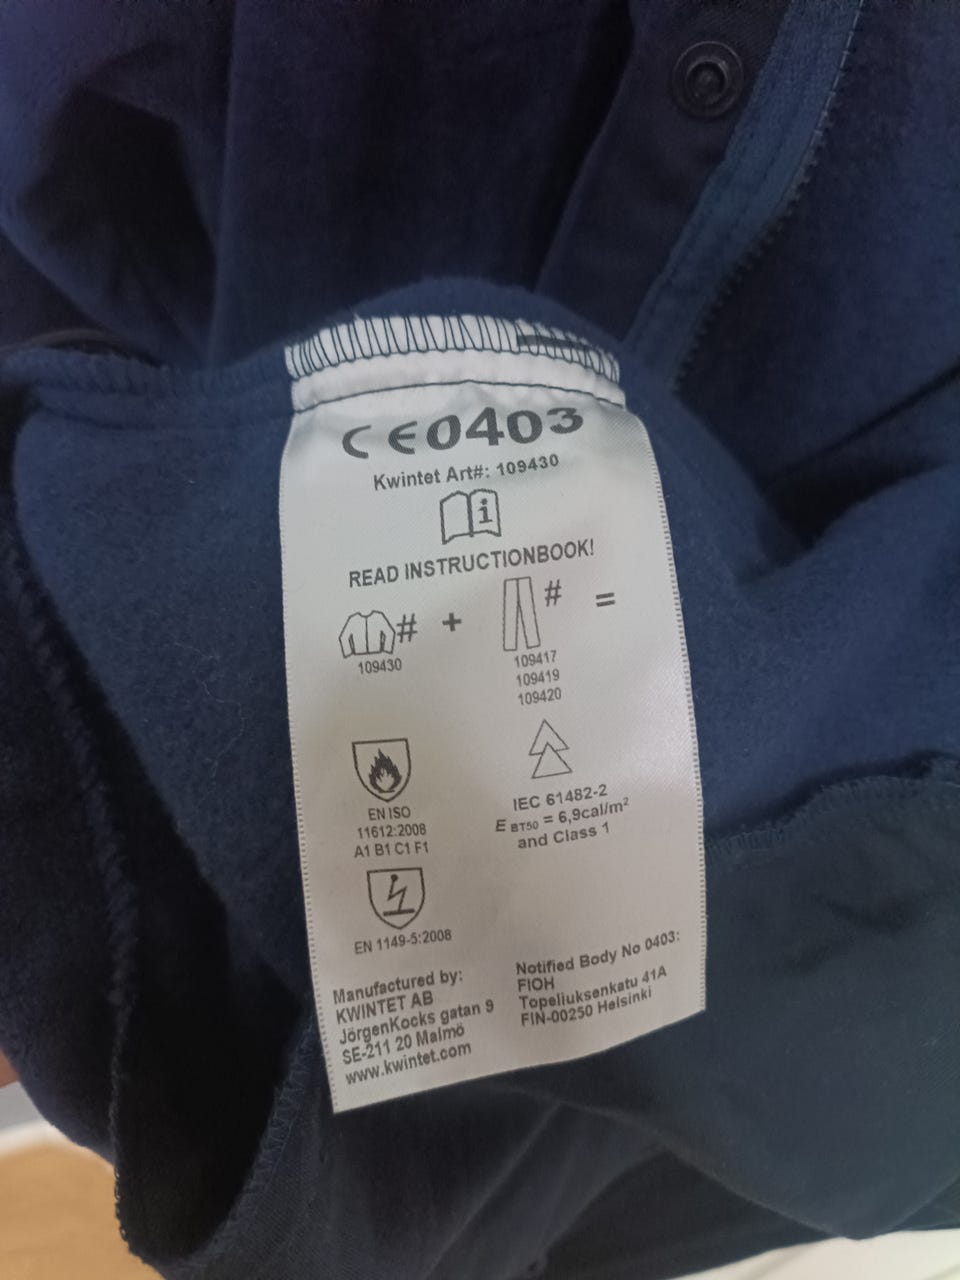 CE0403
Kwintet Art#: 109430
READ INSTRUCTIONBOOK!
# + # =
109430
109417
109419
109420
EN ISO
11612:2008
A1 B1 C1 F1
IEC 61482-2
E BT50 = 6,9cal/m²
and Class 1
EN 1149-5:2008
Manufactured by:
KWINTET AB
JörgenKocks gatan 9
SE-211 20 Malmö
www.kwintet.com
Notified Body No 0403:
FIOH
Topeliuksenkatu 41A
FIN-00250 Helsinki